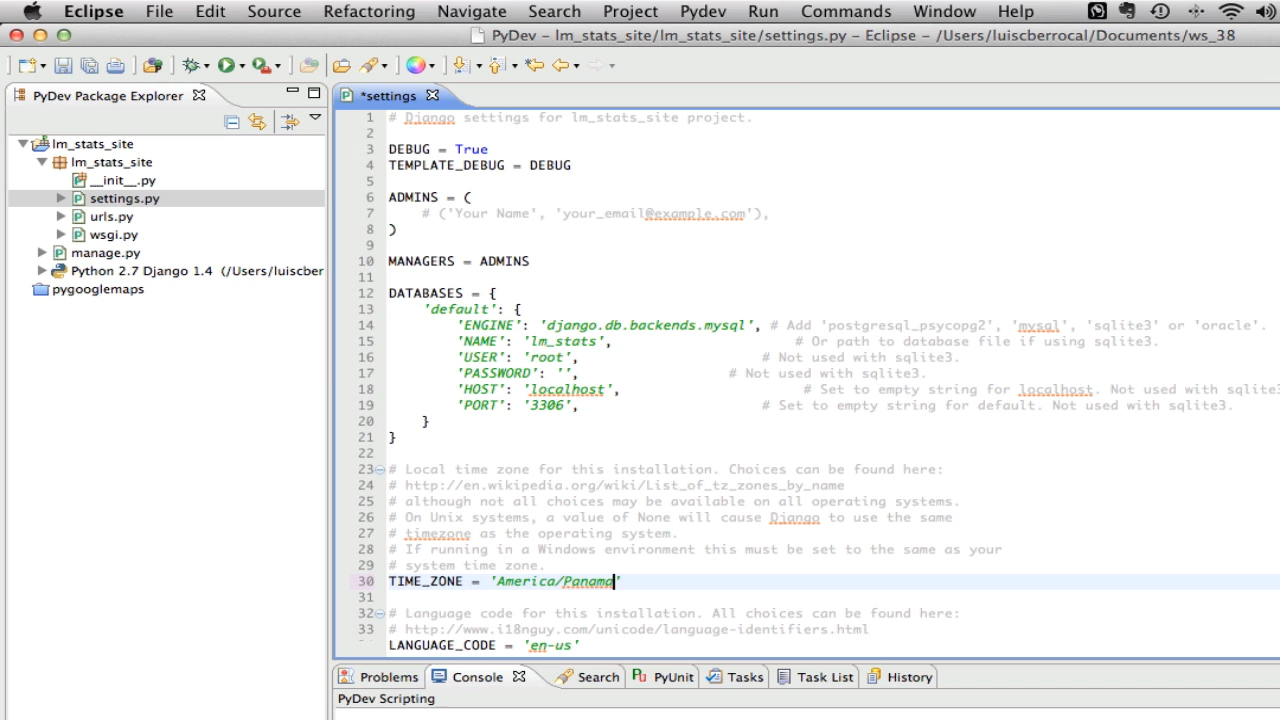 Eclipse File Edit Source Refactoring Navigate Search Project Pydev Run Commands Window Help
PyDev – lm_stats_site/lm_stats_site/settings.py – Eclipse – /Users/luiscberrocal/Documents/ws_38
PyDev Package Explorer
lm_stats_site
lm_stats_site
__init__.py
settings.py
urls.py
wsgi.py
manage.py
Python 2.7 Django 1.4 (/Users/luiscber
pygooglemaps
*settings
1 # Django settings for lm_stats_site project.
2
3 DEBUG = True
4 TEMPLATE_DEBUG = DEBUG
5
6 ADMINS = (
7 # ('Your Name', 'your_email@example.com'),
8 )
9
10 MANAGERS = ADMINS
11
12 DATABASES = {
13 'default': {
14 'ENGINE': 'django.db.backends.mysql', # Add 'postgresql_psycopg2', 'mysql', 'sqlite3' or 'oracle'.
15 'NAME': 'lm_stats', # Or path to database file if using sqlite3.
16 'USER': 'root', # Not used with sqlite3.
17 'PASSWORD': '', # Not used with sqlite3.
18 'HOST': 'localhost', # Set to empty string for localhost. Not used with sqlite3
19 'PORT': '3306', # Set to empty string for default. Not used with sqlite3.
20 }
21 }
22
23 # Local time zone for this installation. Choices can be found here:
24 # http://en.wikipedia.org/wiki/List_of_tz_zones_by_name
25 # although not all choices may be available on all operating systems.
26 # On Unix systems, a value of None will cause Django to use the same
27 # timezone as the operating system.
28 # If running in a Windows environment this must be set to the same as your
29 # system time zone.
30 TIME_ZONE = 'America/Panama'
31
32 # Language code for this installation. All choices can be found here:
33 # http://www.i18nguy.com/unicode/language-identifiers.html
LANGUAGE_CODE = 'en-us'
Problems Console Search PyUnit Tasks Task List History
PyDev Scripting